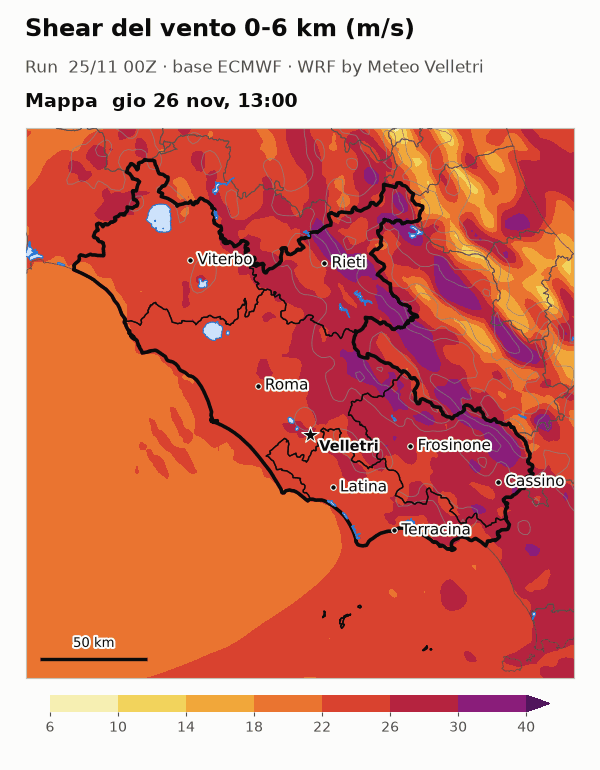 Shear del vento 0-6 km (m/s)
Run  25/11 00Z · base ECMWF · WRF by Meteo Velletri
Mappa  gio 26 nov, 13:00
Viterbo
Rieti
Roma
Velletri
Frosinone
Cassino
Latina
Terracina
50 km
6 10 14 18 22 26 30 40